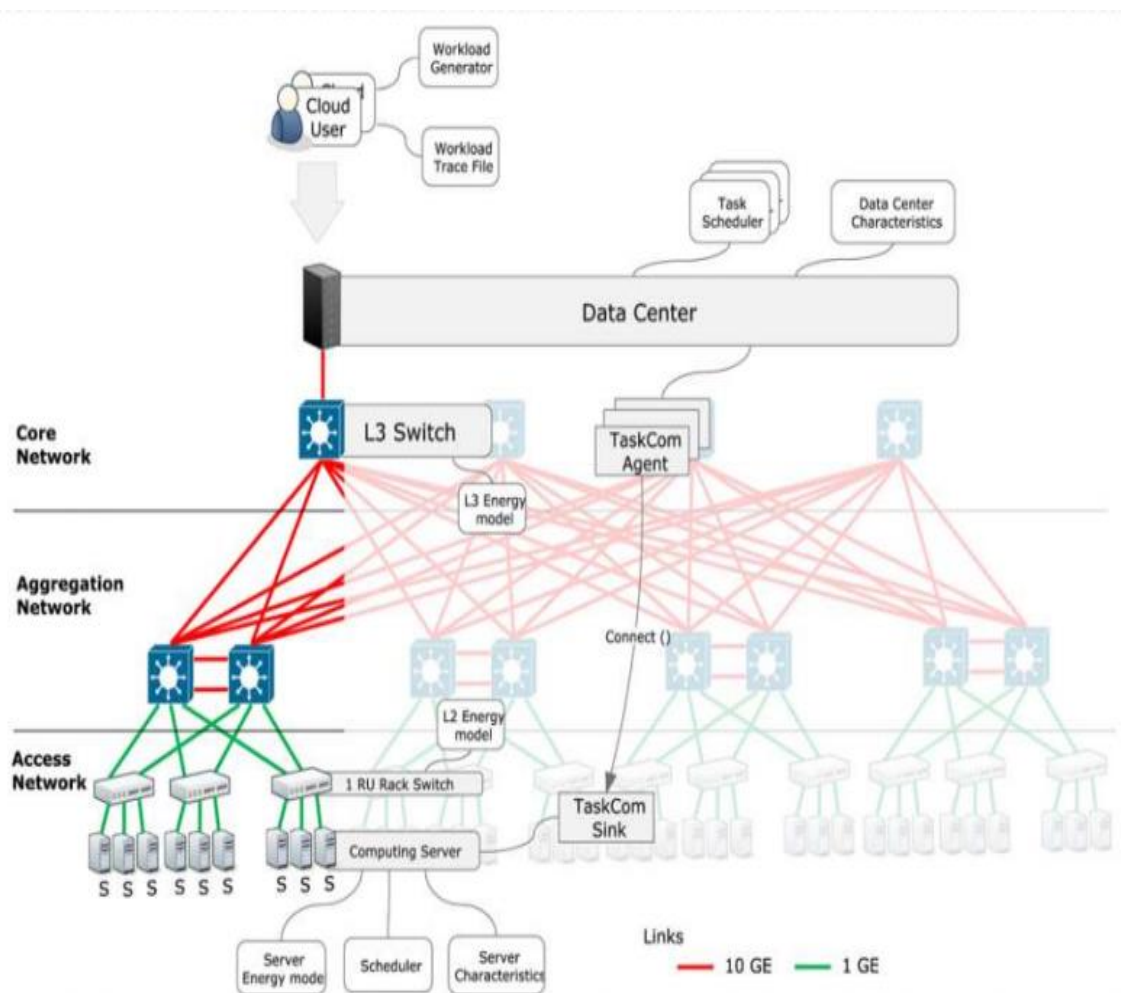 Workload
Generator
Cloud
Cloud
User
Workload
Trace File
Task
Scheduler
Data Center
Characteristics
Data Center
Core
Network
L3 Switch
TaskCom
Agent
L3 Energy
model
Aggregation
Network
Connect ()
L2 Energy
model
Access
Network
1 RU Rack Switch
TaskCom
Sink
Computing Server
S S S S S S S S S
Server
Energy mode
Scheduler
Server
Characteristics
Links
10 GE
1 GE